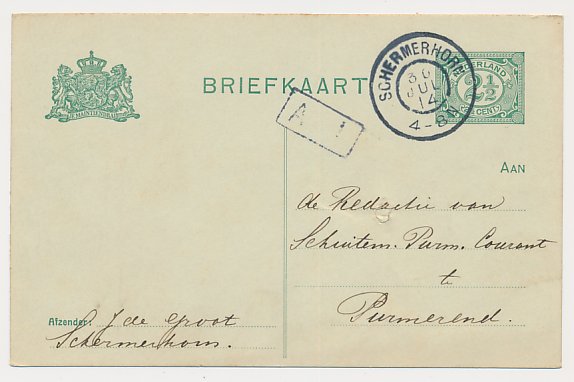 JE MAINTIENDRAI
BRIEFKAART
SCHERMERHORN
30
JUL
14
4-8N
NEDERLAND
2½
CENT
A 1
AAN
de Redactie van
Schuitem. Purm. Courant
te
Purmerend.
Afzender: J de Groot
Schermerhorn.